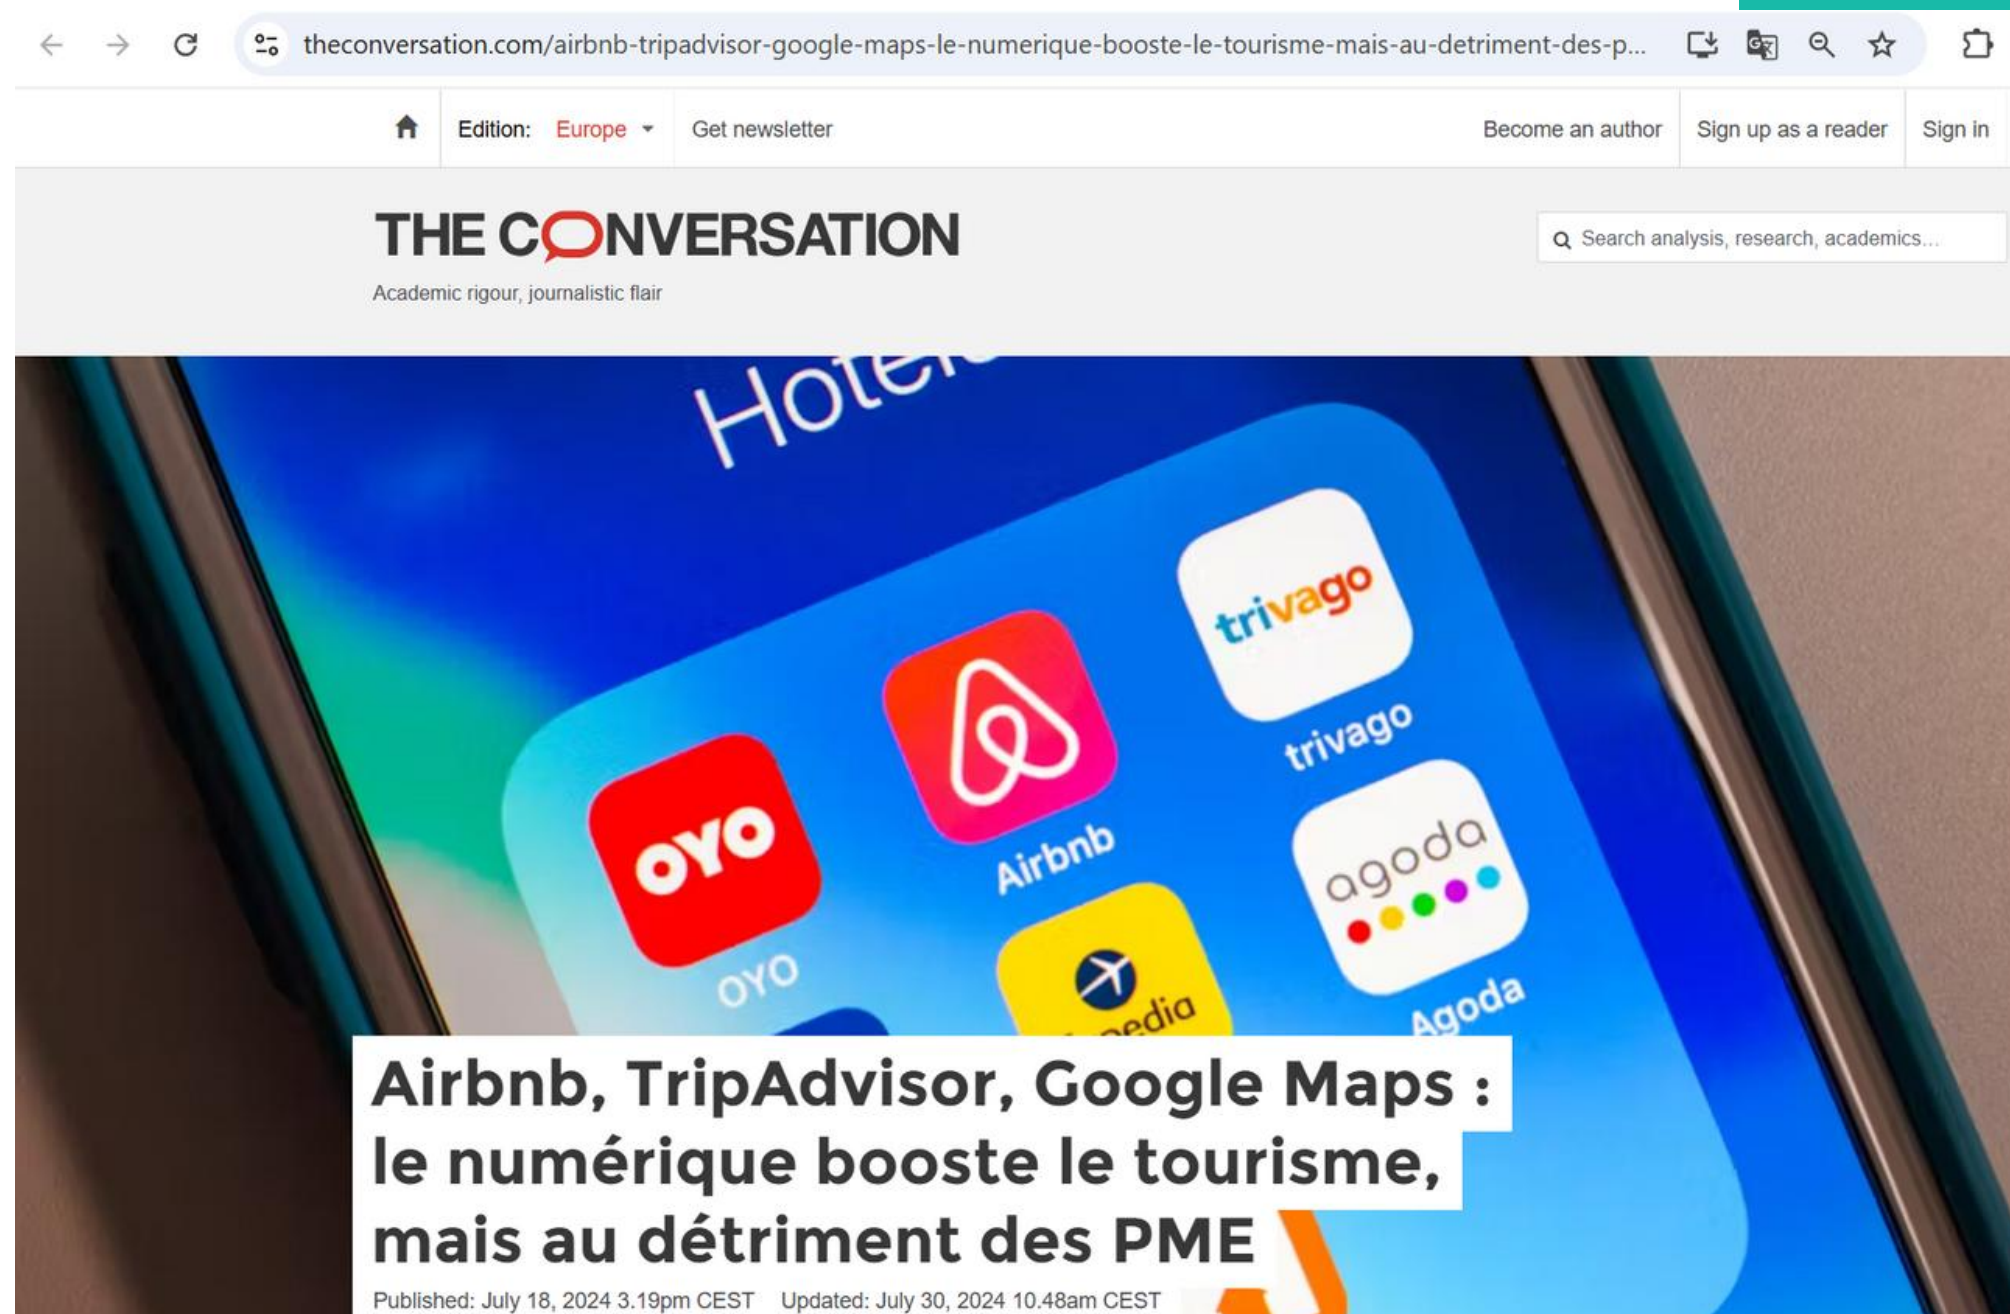 theconversation.com/airbnb-tripadvisor-google-maps-le-numerique-booste-le-tourisme-mais-au-detriment-des-p...
Edition: Europe Get newsletter Become an author Sign up as a reader Sign in
THE CONVERSATION
Search analysis, research, academics...
Academic rigour, journalistic flair
trivago
trivago
Airbnb
OYO
OYO
agoda
Agoda
Airbnb, TripAdvisor, Google Maps :
le numérique booste le tourisme,
mais au détriment des PME
Published: July 18, 2024 3.19pm CEST Updated: July 30, 2024 10.48am CEST